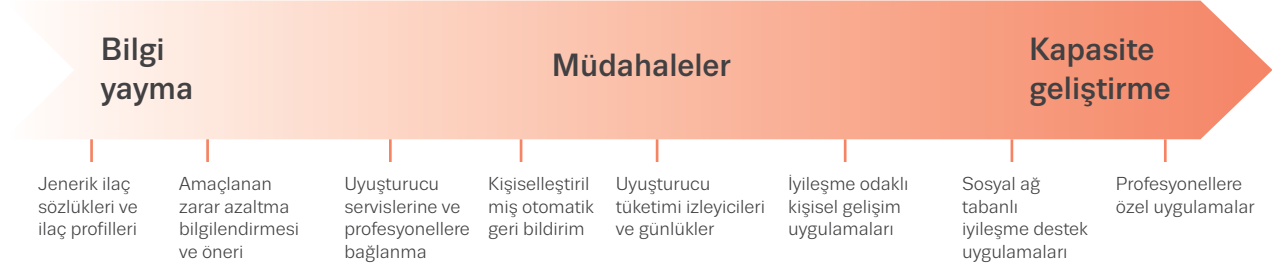 Bilgi
yayma
Müdahaleler
Kapasite
geliştirme
Jenerik ilaç
sözlükleri ve
ilaç profilleri
Amaçlanan
zarar azaltma
bilgilendirmesi
ve öneri
Uyuşturucu
servislerine ve
profesyonellere
bağlanma
Kişiselleştiril
miş otomatik
geri bildirim
Uyuşturucu
tüketimi izleyicileri
ve günlükler
İyileşme odaklı
kişisel gelişim
uygulamaları
Sosyal ağ
tabanlı
iyileşme destek
uygulamaları
Profesyonellere
özel uygulamalar